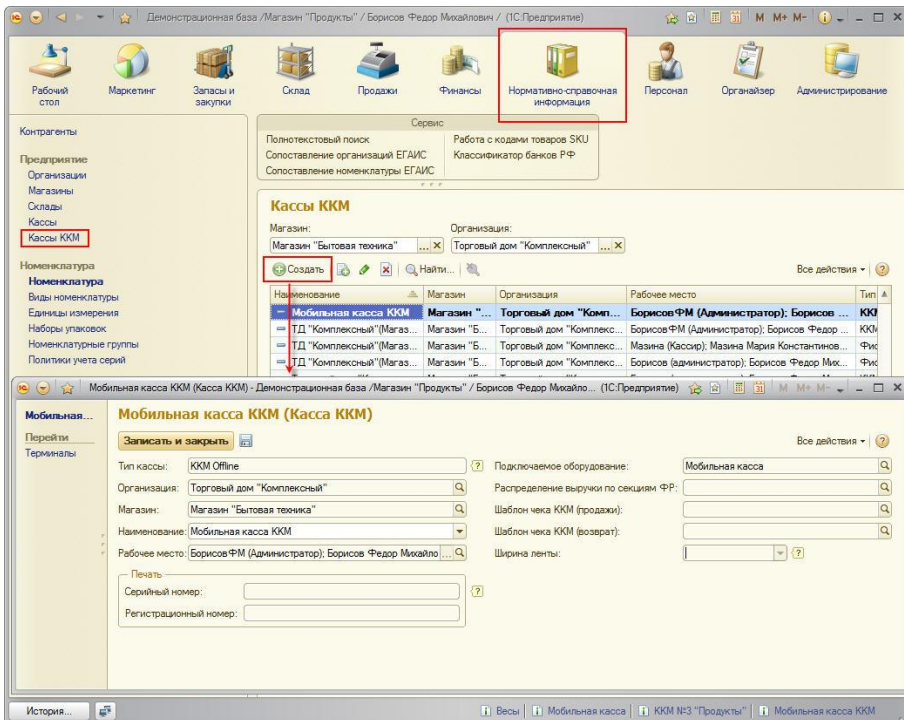 Демонстрационная база /Магазин "Продукты" / Борисов Федор Михайлович / (1С:Предприятие)
M M+ M-
Рабочий стол
Маркетинг
Запасы и закупки
Склад
Продажи
Финансы
Нормативно-справочная информация
Персонал
Органайзер
Администрирование
Контрагенты
Предприятие
Организации
Магазины
Склады
Кассы
Кассы ККМ
Номенклатура
Номенклатура
Виды номенклатуры
Единицы измерения
Наборы упаковок
Номенклатурные группы
Политики учета серий
Сервис
Полнотекстовый поиск
Работа с кодами товаров SKU
Сопоставление организаций ЕГАИС
Классификатор банков РФ
Сопоставление номенклатуры ЕГАИС
Кассы ККМ
Магазин:
Организация:
Магазин "Бытовая техника" ... ×
Торговый дом "Комплексный" ... ×
Создать
Найти...
Все действия
Наименование Магазин Организация Рабочее место Тип
Мобильная касса ККМ Магазин "... Торговый дом "Комп... Борисов ФМ (Администратор); Борисов ... ККМ
ТД "Комплексный"(Магаз... Магазин "Б... Торговый дом "Комплекс... Борисов ФМ (Администратор); Борисов Федор ... ККМ
ТД "Комплексный"(Магаз... Магазин "Б... Торговый дом "Комплекс... Мазина (Кассир); Мазина Мария Константинов... Фис
ТД "Комплексный"(Магаз... Магазин "Б... Торговый дом "Комплекс... Борисов (администратор); Борисов Федор Мих... Фис
Мобильная касса ККМ (Касса ККМ) - Демонстрационная база /Магазин "Продукты" / Борисов Федор Михайло... (1С:Предприятие)
M M+ M-
Мобильная...
Перейти
Терминалы
Мобильная касса ККМ (Касса ККМ)
Записать и закрыть
Все действия
Тип кассы: ККМ Offline
Подключаемое оборудование: Мобильная касса
Организация: Торговый дом "Комплексный"
Распределение выручки по секциям ФР:
Магазин: Магазин "Бытовая техника"
Шаблон чека ККМ (продажи):
Наименование: Мобильная касса ККМ
Шаблон чека ККМ (возврат):
Рабочее место: Борисов ФМ (Администратор); Борисов Федор Михайло ...
Ширина ленты:
Печать
Серийный номер:
Регистрационный номер:
История...
Весы
Мобильная касса
ККМ №3 "Продукты"
Мобильная касса ККМ